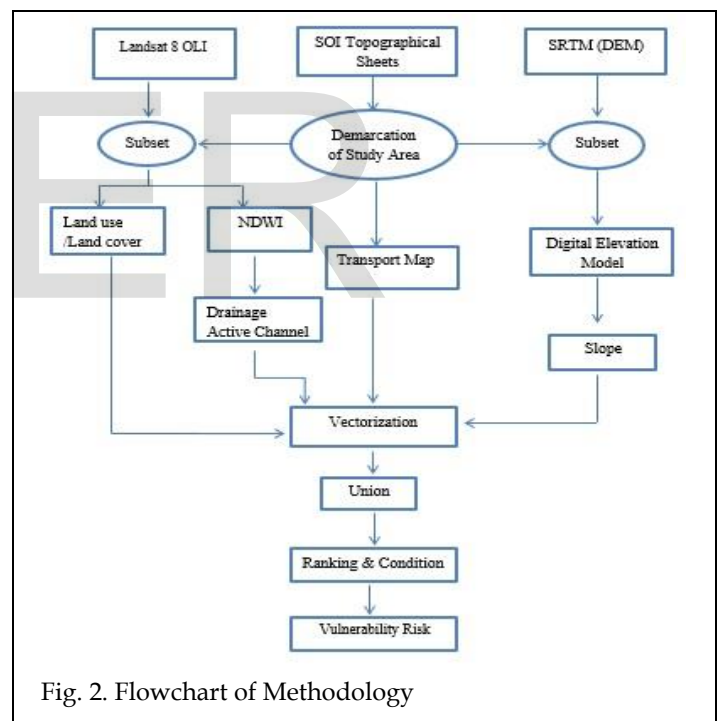 Landsat 8 OLI
SOI Topographical
Sheets
SRTM (DEM)
Subset
Demarcation
of Study Area
Subset
Land use
/Land cover
NDWI
Transport Map
Digital Elevation
Model
Drainage
Active Channel
Slope
Vectorization
Union
Ranking & Condition
Vulnerability Risk
ER
Fig. 2. Flowchart of Methodology